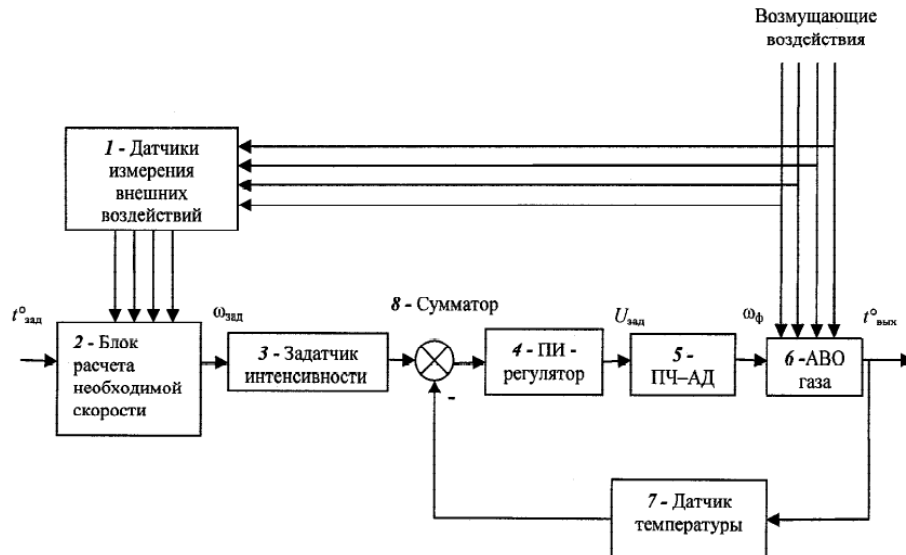 Возмущающие
воздействия
1 - Датчики
измерения
внешних
воздействий
t°зад
ωзад
8 - Сумматор
Uзад
ωф
t°вых
2 - Блок
расчета
необходимой
скорости
3 - Задатчик
интенсивности
4 - ПИ -
регулятор
5 -
ПЧ–АД
6 -АВО
газа
-
7 - Датчик
температуры